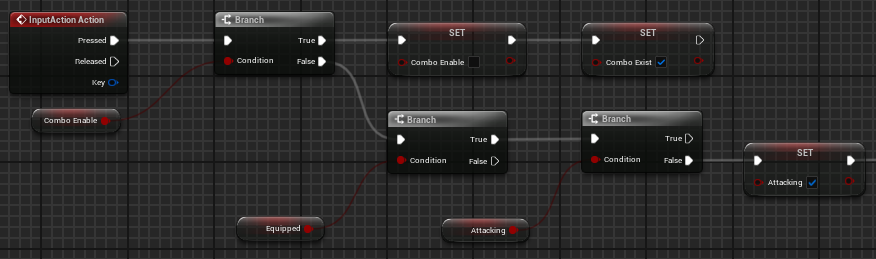 InputAction Action
Pressed
Released
Key
Combo Enable
Branch
True
Condition
False
SET
Combo Enable
SET
Combo Exist
Branch
True
Condition
False
Branch
True
Condition
False
SET
Attacking
Equipped
Attacking